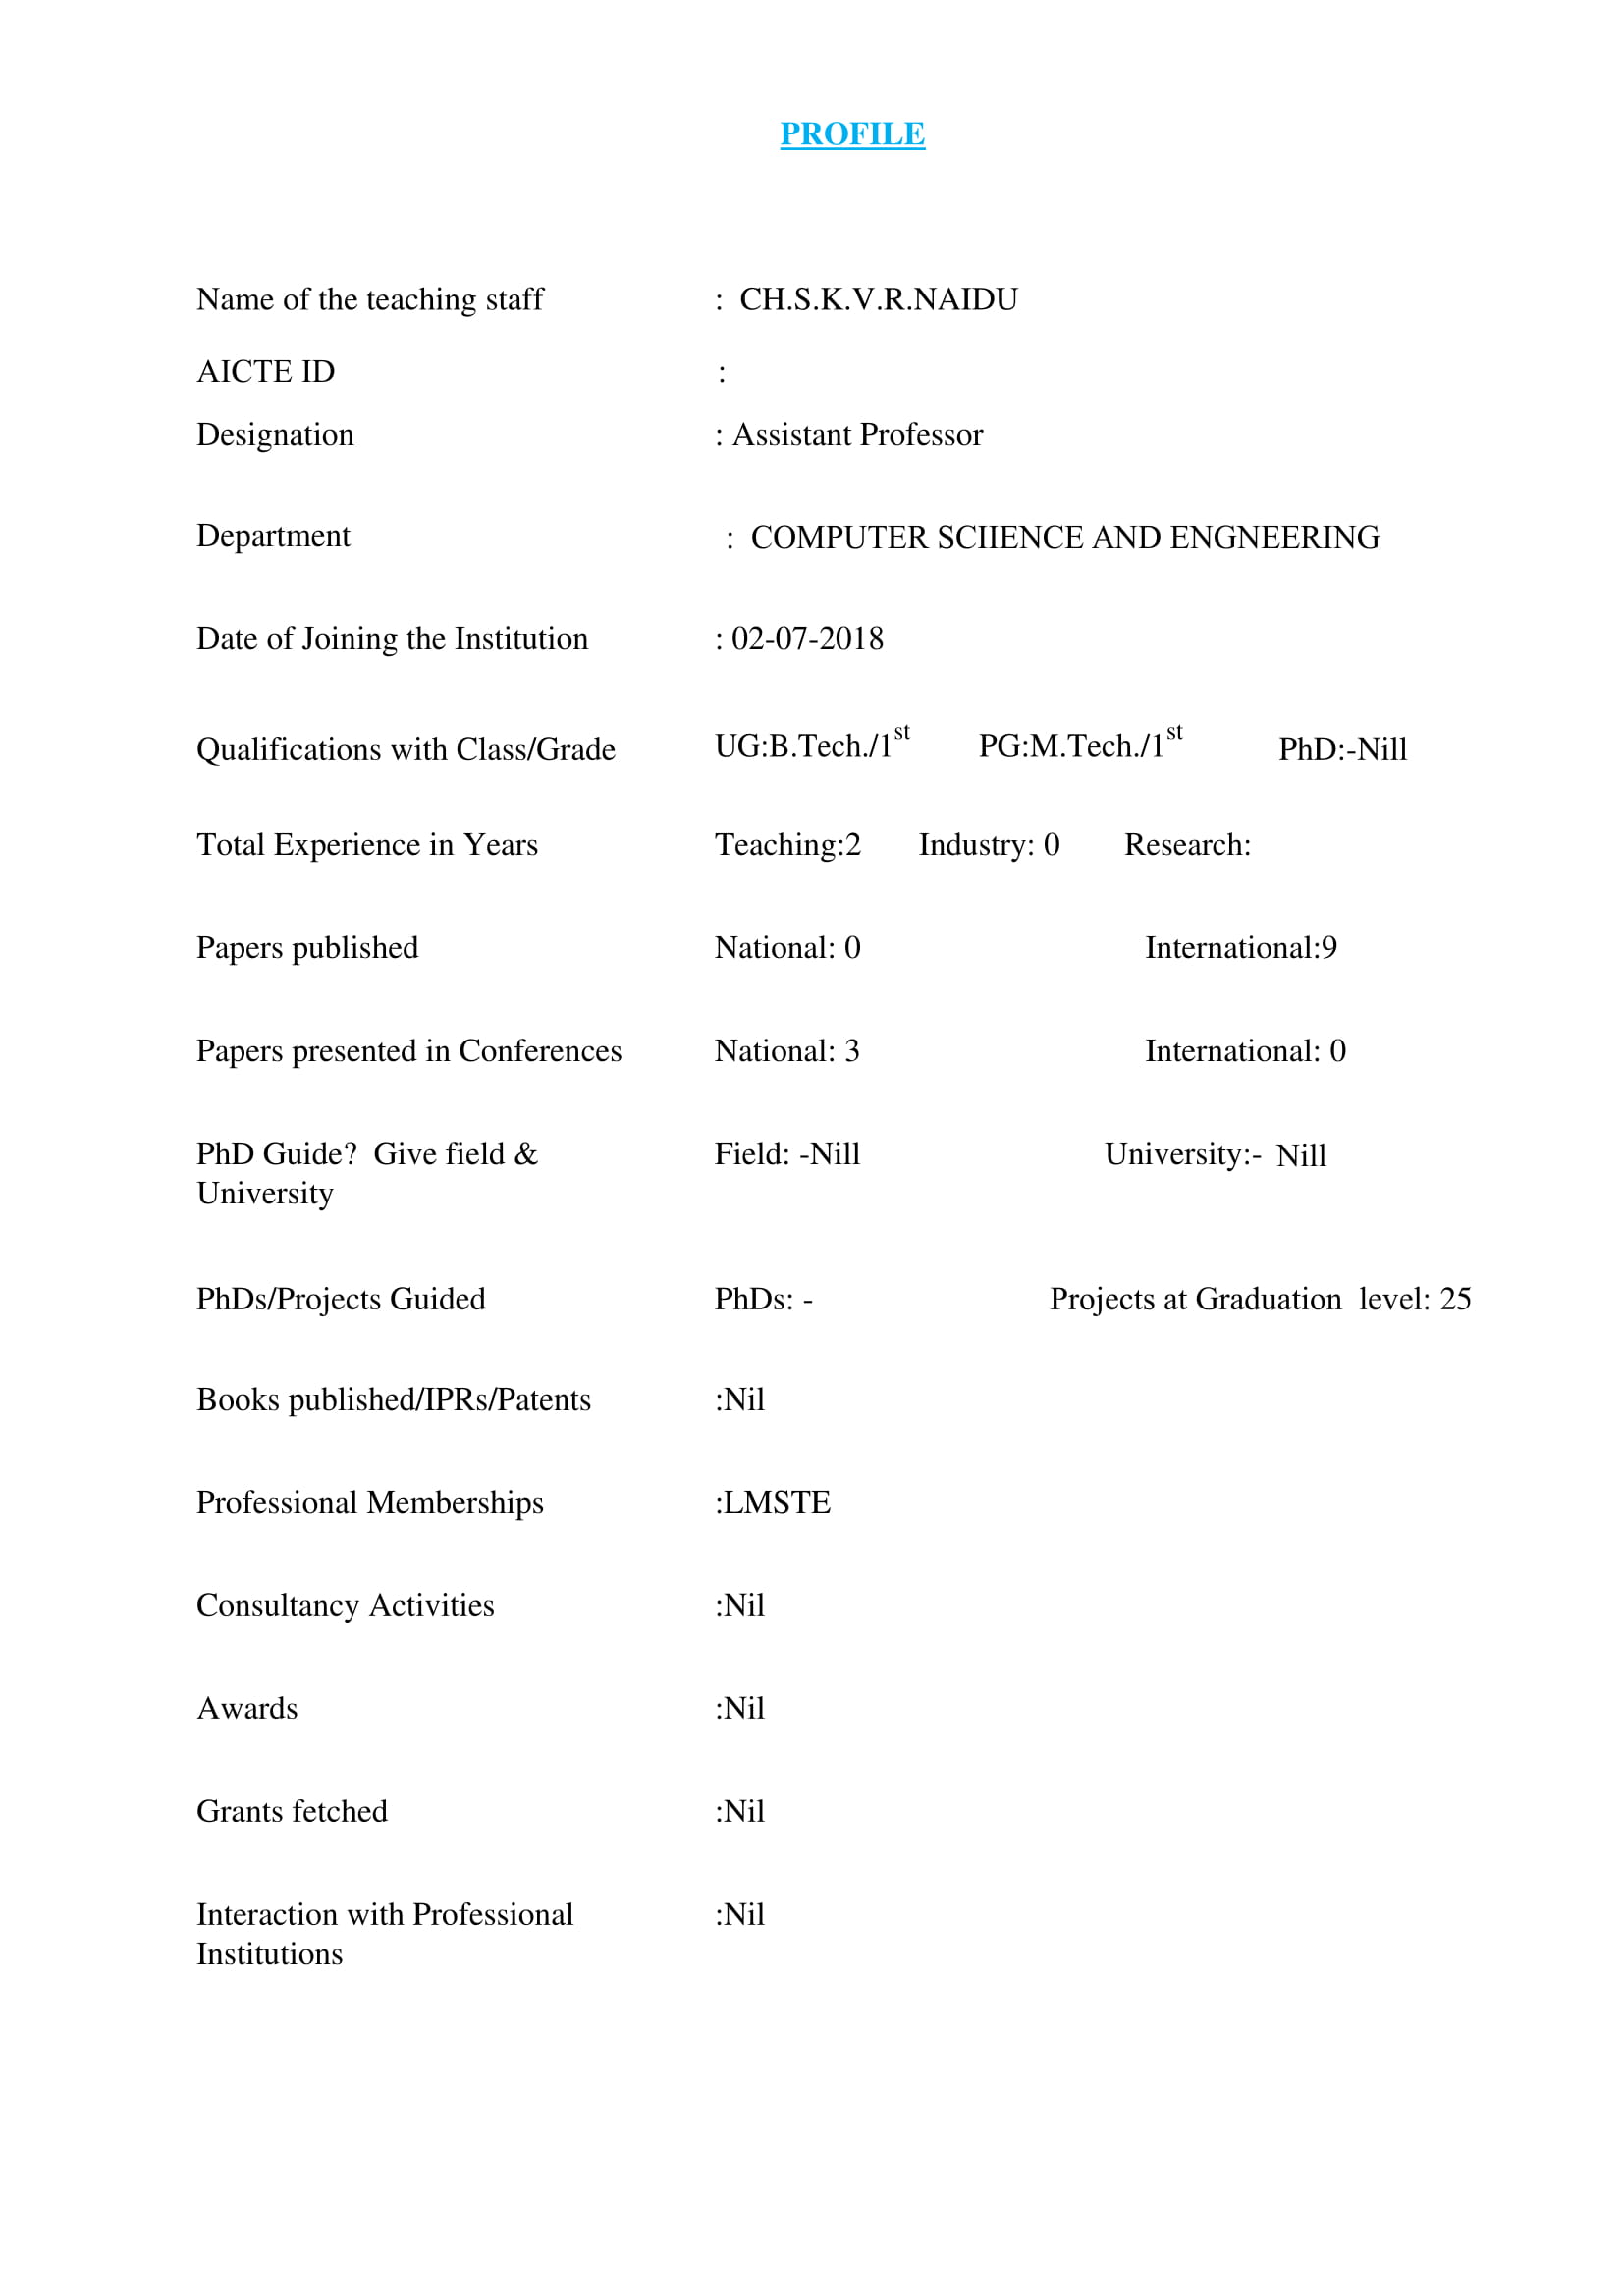 PROFILE
Name of the teaching staff : CH.S.K.V.R.NAIDU
AICTE ID :
Designation : Assistant Professor
Department : COMPUTER SCIIENCE AND ENGNEERING
Date of Joining the Institution : 02-07-2018
Qualifications with Class/Grade UG:B.Tech./1st PG:M.Tech./1st PhD:-Nill
Total Experience in Years Teaching:2 Industry: 0 Research:
Papers published National: 0 International:9
Papers presented in Conferences National: 3 International: 0
PhD Guide? Give field & Field: -Nill University:- Nill
University
PhDs/Projects Guided PhDs: - Projects at Graduation level: 25
Books published/IPRs/Patents :Nil
Professional Memberships :LMSTE
Consultancy Activities :Nil
Awards :Nil
Grants fetched :Nil
Interaction with Professional :Nil
Institutions